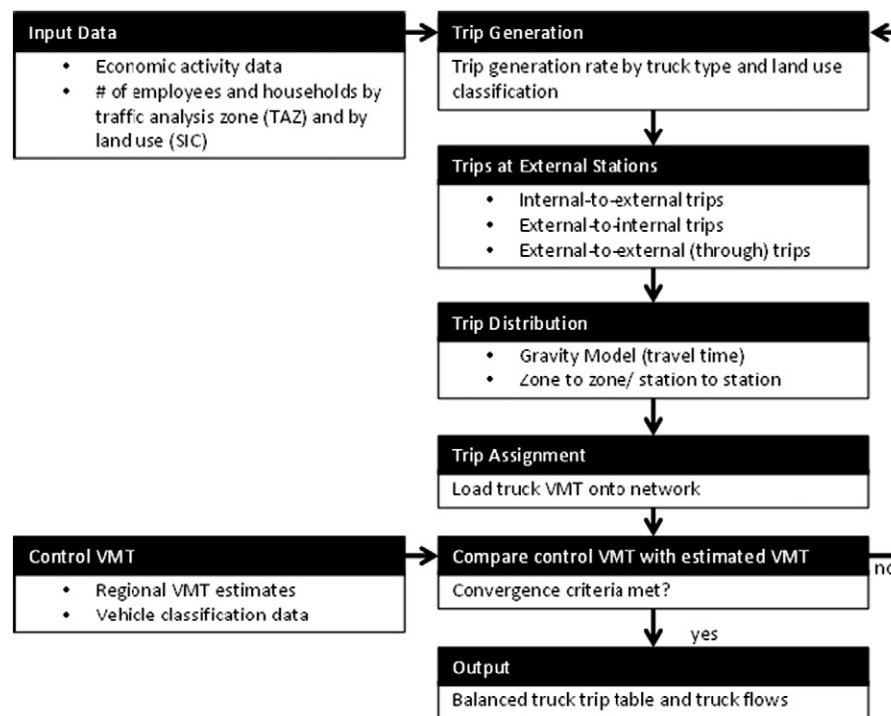 Input Data
• Economic activity data
• # of employees and households by
traffic analysis zone (TAZ) and by
land use (SIC)
Trip Generation
Trip generation rate by truck type and land use
classification
Trips at External Stations
• Internal-to-external trips
• External-to-internal trips
• External-to-external (through) trips
Trip Distribution
• Gravity Model (travel time)
• Zone to zone/ station to station
Trip Assignment
Load truck VMT onto network
Control VMT
• Regional VMT estimates
• Vehicle classification data
Compare control VMT with estimated VMT
Convergence criteria met?
no
yes
Output
Balanced truck trip table and truck flows